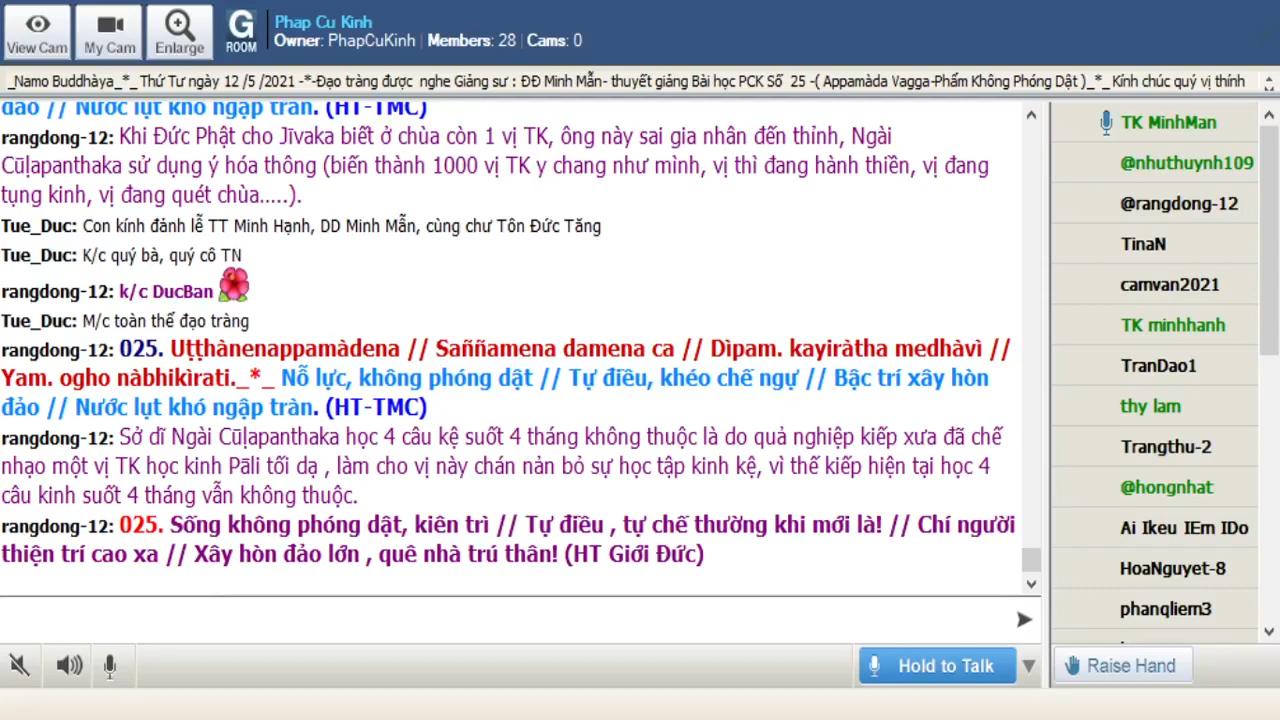 View Cam
My Cam
Enlarge
G
ROOM
Phap Cu Kinh
Owner: PhapCuKinh | Members: 28 | Cams: 0
_Namo Buddhàya_*_ Thứ Tư ngày 12 /5 /2021 -*-Đạo tràng được nghe Giảng sư : ĐĐ Minh Mẫn- thuyết giảng Bài học PCK Số 25 -( Appamàda Vagga-Phẩm Không Phóng Dật )_*_ Kính chúc quý vị thính
đảo // Nước lụt khó ngập tràn. (HT-TMC)
rangdong-12: Khi Đức Phật cho Jīvaka biết ở chùa còn 1 vị TK, ông này sai gia nhân đến thỉnh, Ngài
Cūḷapanthaka sử dụng ý hóa thông (biến thành 1000 vị TK y chang như mình, vị thì đang hành thiền, vị đang
tụng kinh, vị đang quét chùa.....).
Tue_Duc: Con kính đảnh lễ TT Minh Hạnh, DD Minh Mẫn, cùng chư Tôn Đức Tăng
Tue_Duc: K/c quý bà, quý cô TN
rangdong-12: k/c DucBan
Tue_Duc: M/c toàn thể đạo tràng
rangdong-12: 025. Uṭṭhànenappamàdena // Saññamena damena ca // Dìpam. kayiràtha medhàvì //
Yam. ogho nàbhikìrati._*_ Nỗ lực, không phóng dật // Tự điều, khéo chế ngự // Bậc trí xây hòn
đảo // Nước lụt khó ngập tràn. (HT-TMC)
rangdong-12: Sở dĩ Ngài Cūḷapanthaka học 4 câu kệ suốt 4 tháng không thuộc là do quả nghiệp kiếp xưa đã chế
nhạo một vị TK học kinh Pāli tối dạ , làm cho vị này chán nản bỏ sự học tập kinh kệ, vì thế kiếp hiện tại học 4
câu kinh suốt 4 tháng vẫn không thuộc.
rangdong-12: 025. Sống không phóng dật, kiên trì // Tự điều , tự chế thường khi mới là! // Chí người
thiện trí cao xa // Xây hòn đảo lớn , quê nhà trú thân! (HT Giới Đức)
TK MinhMan
@nhuthuynh109
@rangdong-12
TinaN
camvan2021
TK minhhanh
TranDao1
thy lam
Trangthu-2
@hongnhat
Ai Ikeu IEm IDo
HoaNguyet-8
phanqliem3
Hold to Talk
Raise Hand